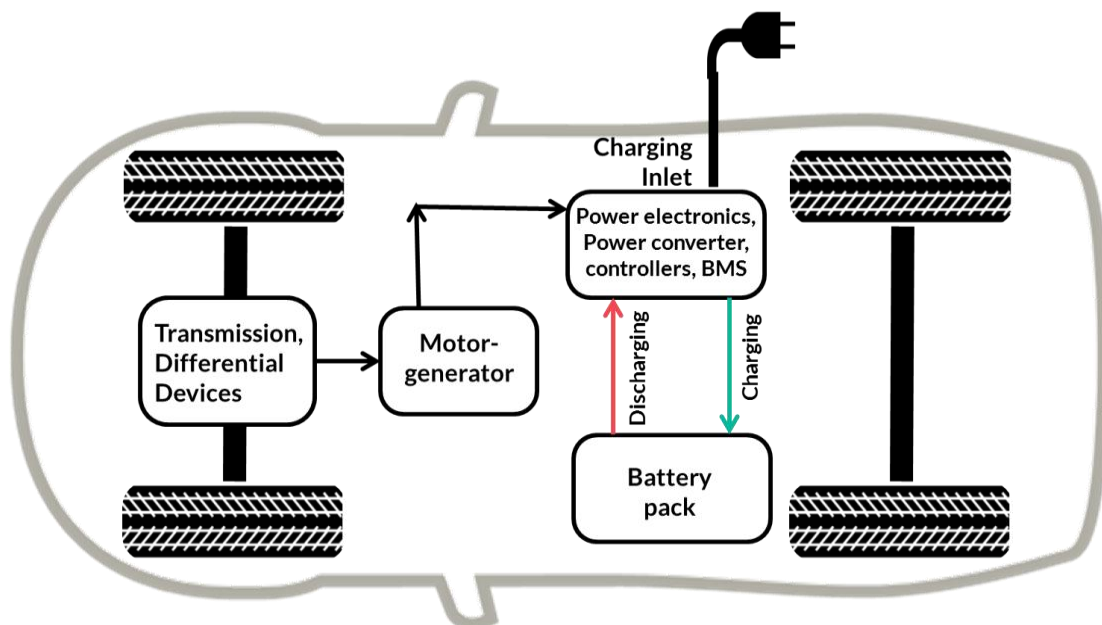 Charging
Inlet
Power electronics,
Power converter,
controllers, BMS
Transmission,
Differential
Devices
Motor-
generator
Discharging
Charging
Battery
pack